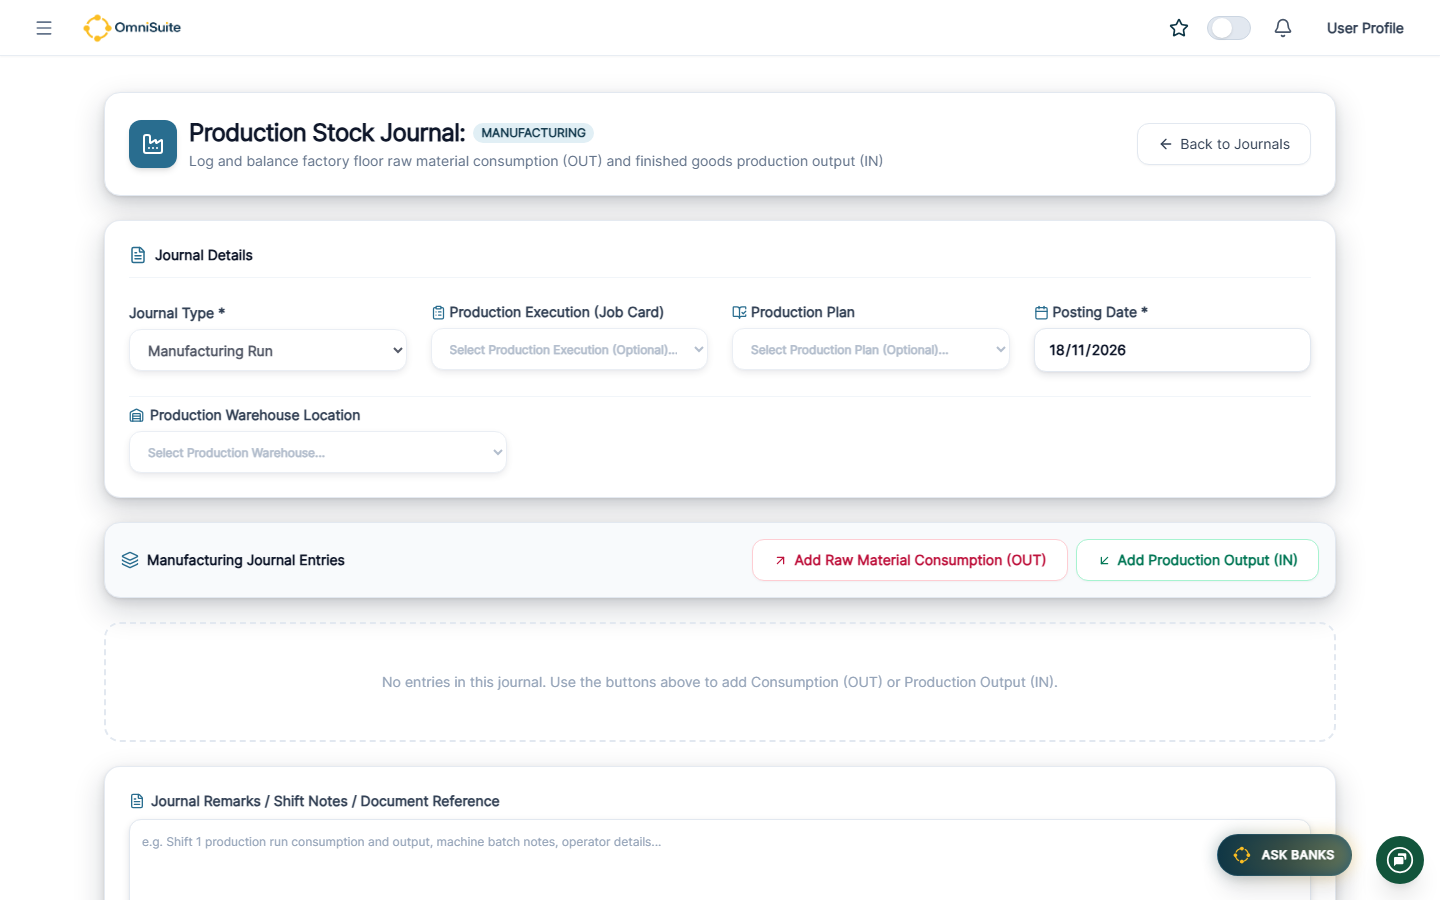 OmniSuite
User Profile
Production Stock Journal: MANUFACTURING
Log and balance factory floor raw material consumption (OUT) and finished goods production output (IN)
Back to Journals
Journal Details
Journal Type *
Production Execution (Job Card)
Production Plan
Posting Date *
Manufacturing Run
Select Production Execution (Optional)...
Select Production Plan (Optional)...
18/11/2026
Production Warehouse Location
Select Production Warehouse...
Manufacturing Journal Entries
Add Raw Material Consumption (OUT)
Add Production Output (IN)
No entries in this journal. Use the buttons above to add Consumption (OUT) or Production Output (IN).
Journal Remarks / Shift Notes / Document Reference
e.g. Shift 1 production run consumption and output, machine batch notes, operator details...
ASK BANKS